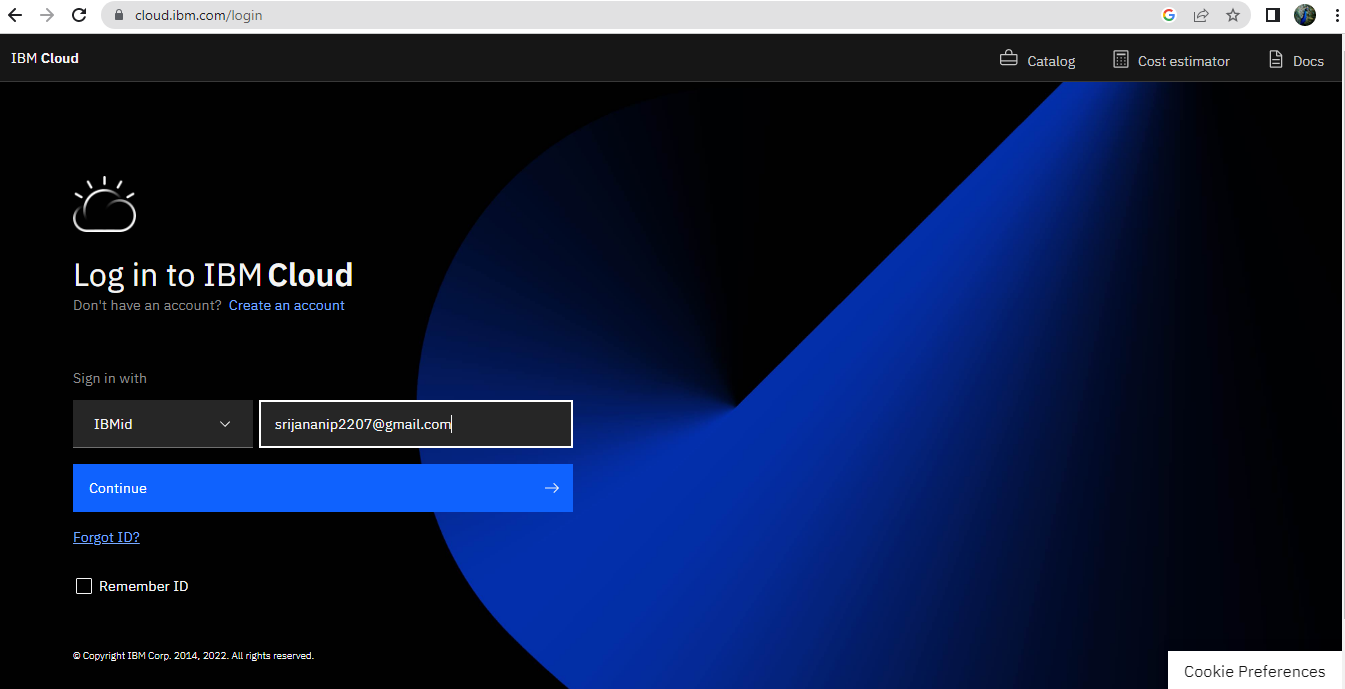 cloud.ibm.com/login
IBM Cloud
Catalog
Cost estimator
Docs
Log in to IBM Cloud
Don't have an account? Create an account
Sign in with
IBMid
srijananip2207@gmail.com
Continue
Forgot ID?
Remember ID
© Copyright IBM Corp. 2014, 2022. All rights reserved.
Cookie Preferences